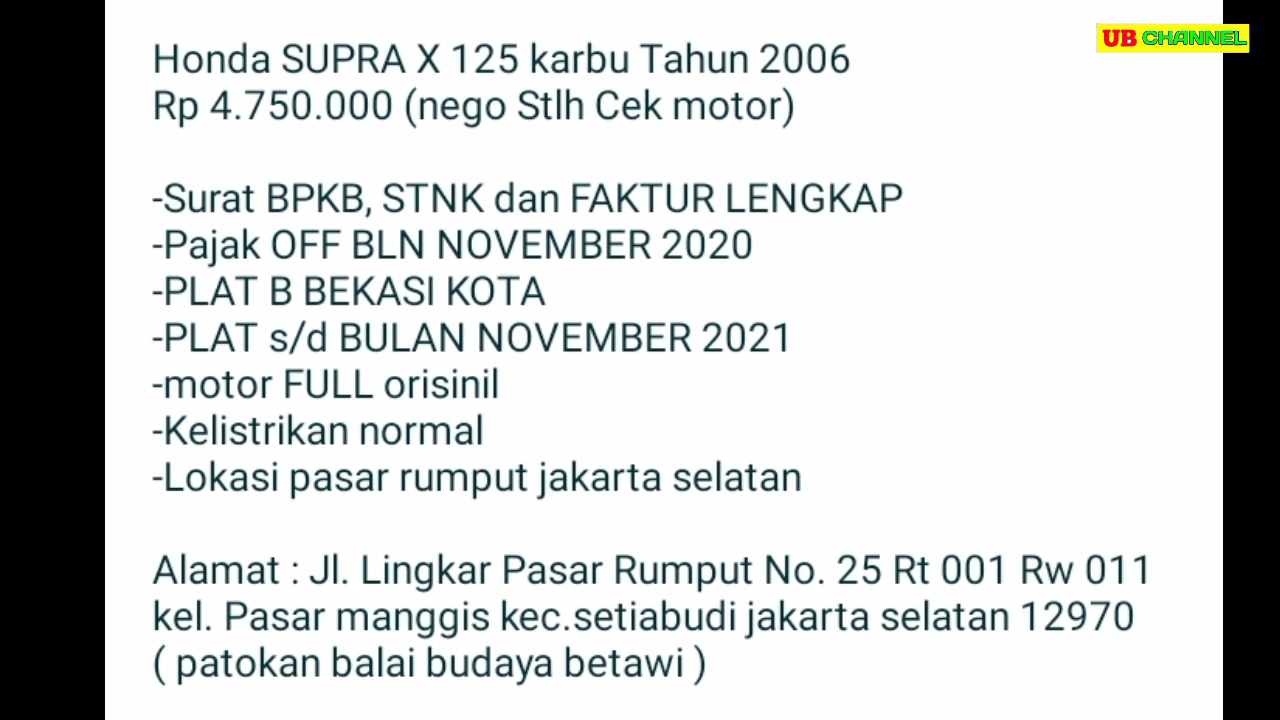 UB CHANNEL
Honda SUPRA X 125 karbu Tahun 2006
Rp 4.750.000 (nego Stlh Cek motor)
-Surat BPKB, STNK dan FAKTUR LENGKAP
-Pajak OFF BLN NOVEMBER 2020
-PLAT B BEKASI KOTA
-PLAT s/d BULAN NOVEMBER 2021
-motor FULL orisinil
-Kelistrikan normal
-Lokasi pasar rumput jakarta selatan
Alamat : Jl. Lingkar Pasar Rumput No. 25 Rt 001 Rw 011
kel. Pasar manggis kec.setiabudi jakarta selatan 12970
( patokan balai budaya betawi )